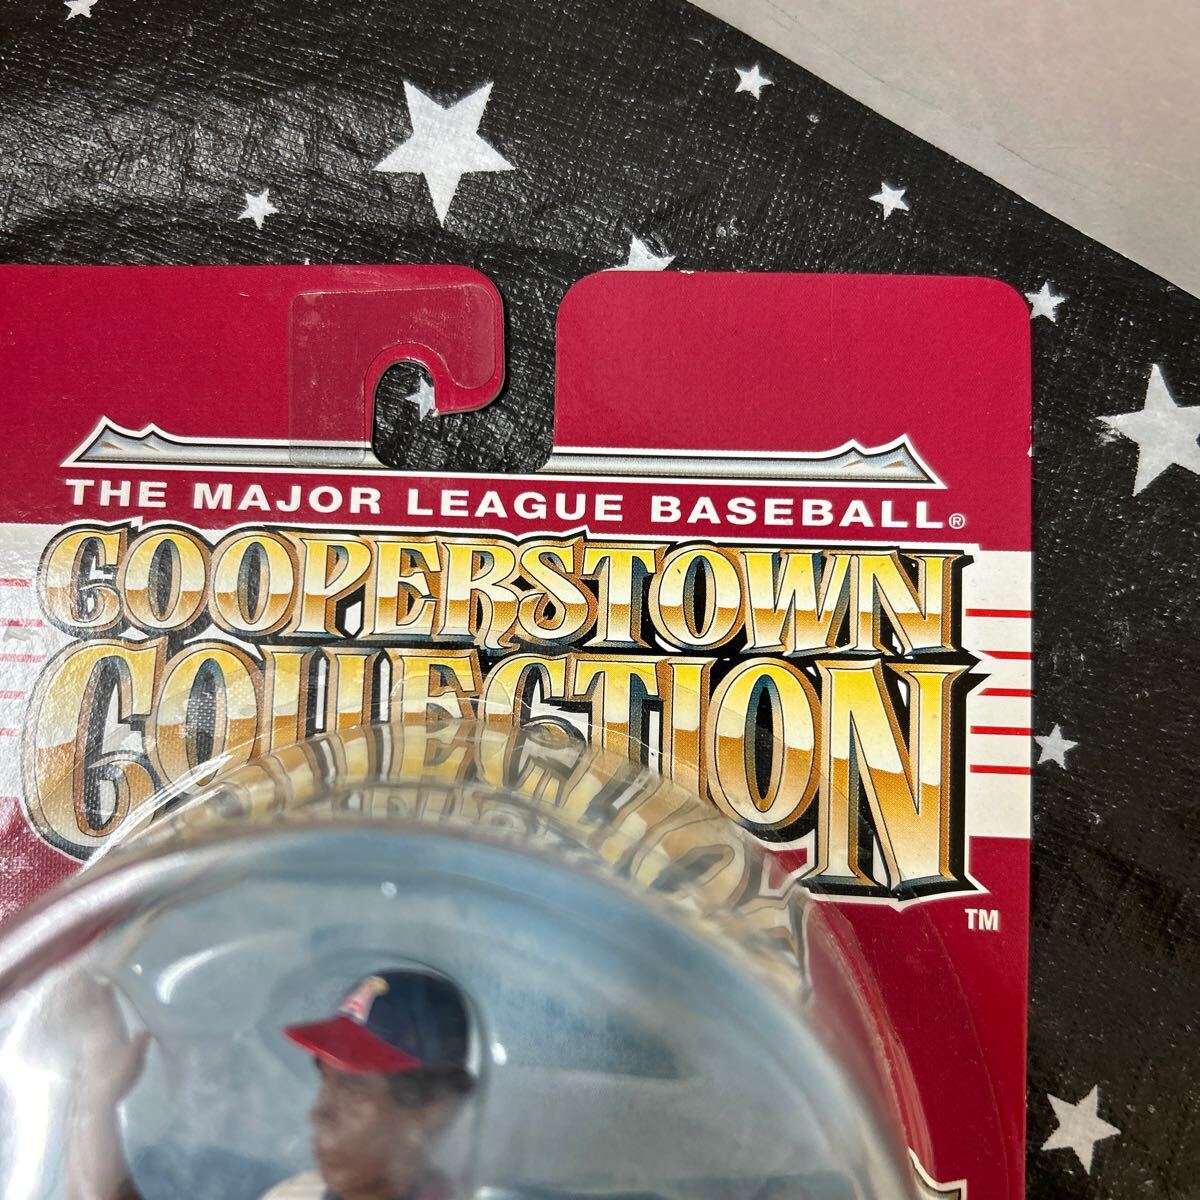 THE MAJOR LEAGUE BASEBALL®
COOPERSTOWN
COLLECTION
TM
A